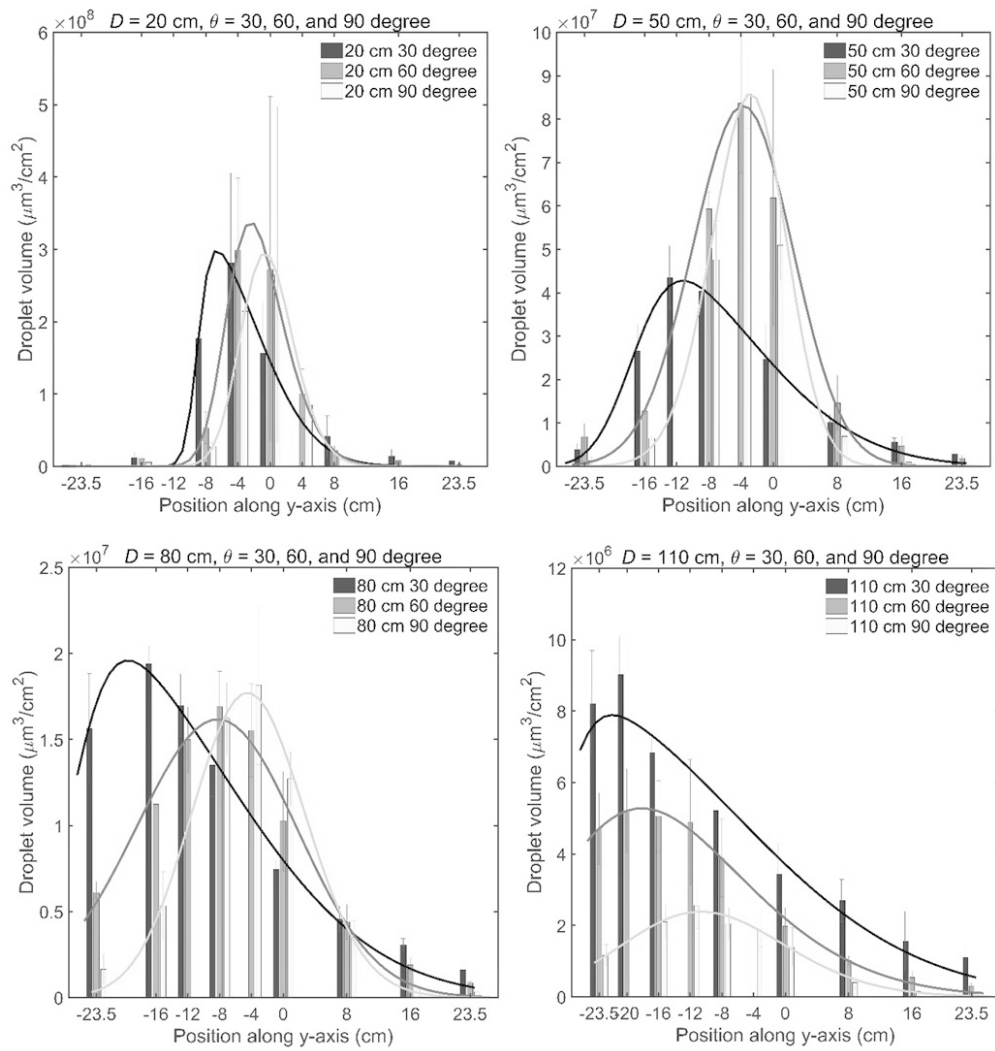 ×10⁸ D = 20 cm, θ = 30, 60, and 90 degree
6
5
4
3
2
1
0
20 cm 30 degree
20 cm 60 degree
20 cm 90 degree
Droplet volume (μm³/cm²)
-23.5 -16 -12 -8 -4 0 4 8 16 23.5
Position along y-axis (cm)
×10⁷ D = 50 cm, θ = 30, 60, and 90 degree
10
9
8
7
6
5
4
3
2
1
0
50 cm 30 degree
50 cm 60 degree
50 cm 90 degree
Droplet volume (μm³/cm²)
-23.5 -16 -12 -8 -4 0 8 16 23.5
Position along y-axis (cm)
×10⁷ D = 80 cm, θ = 30, 60, and 90 degree
2.5
2
1.5
1
0.5
0
80 cm 30 degree
80 cm 60 degree
80 cm 90 degree
Droplet volume (μm³/cm²)
-23.5 -16 -12 -8 -4 0 8 16 23.5
Position along y-axis (cm)
×10⁶ D = 110 cm, θ = 30, 60, and 90 degree
12
10
8
6
4
2
0
110 cm 30 degree
110 cm 60 degree
110 cm 90 degree
Droplet volume (μm³/cm²)
-23.5-20 -16 -12 -8 -4 0 8 16 23.5
Position along y-axis (cm)